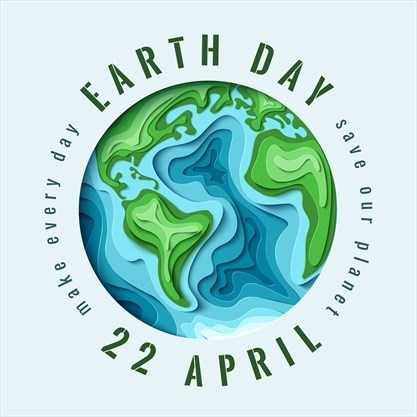 EARTH DAY
make every day
save our planet
22 APRIL